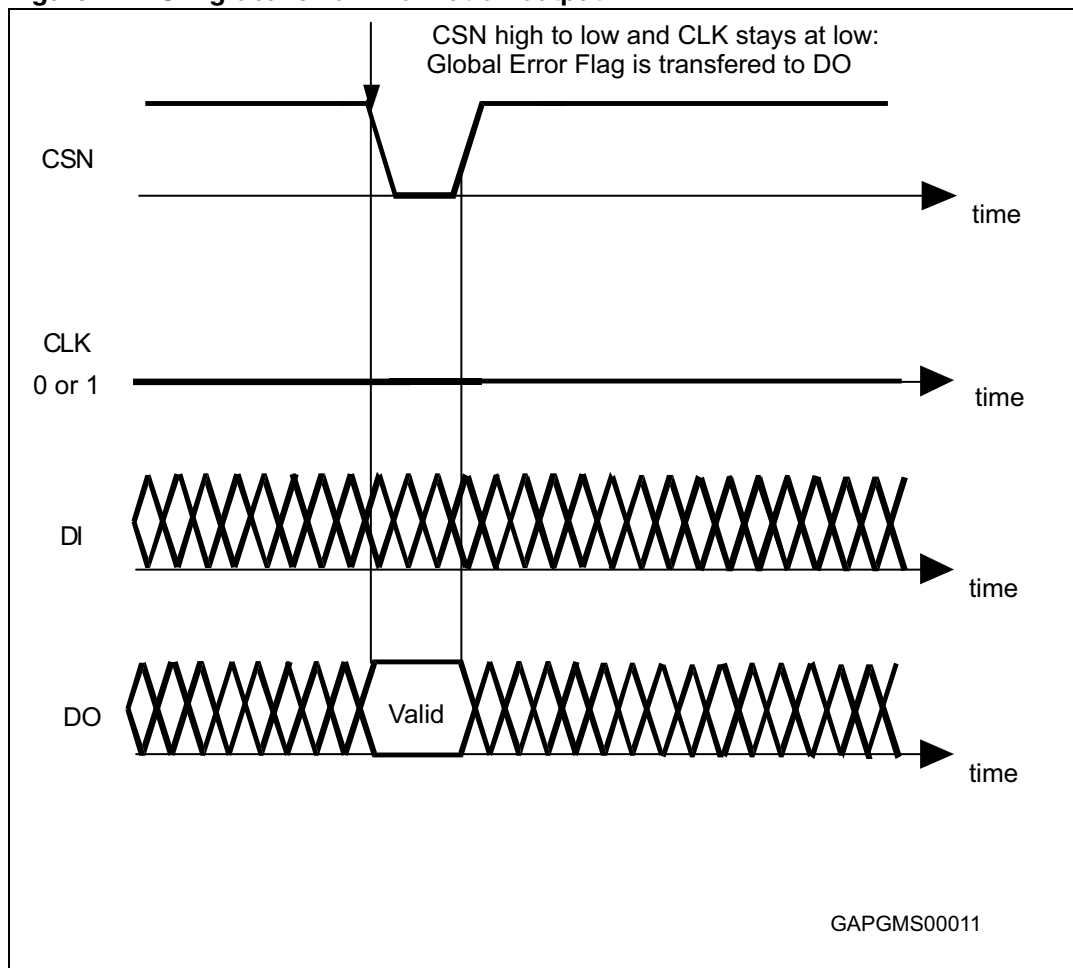 CSN high to low and CLK stays at low:
Global Error Flag is transfered to DO
CSN
time
CLK
0 or 1
time
DI
time
DO
Valid
time
GAPGMS00011